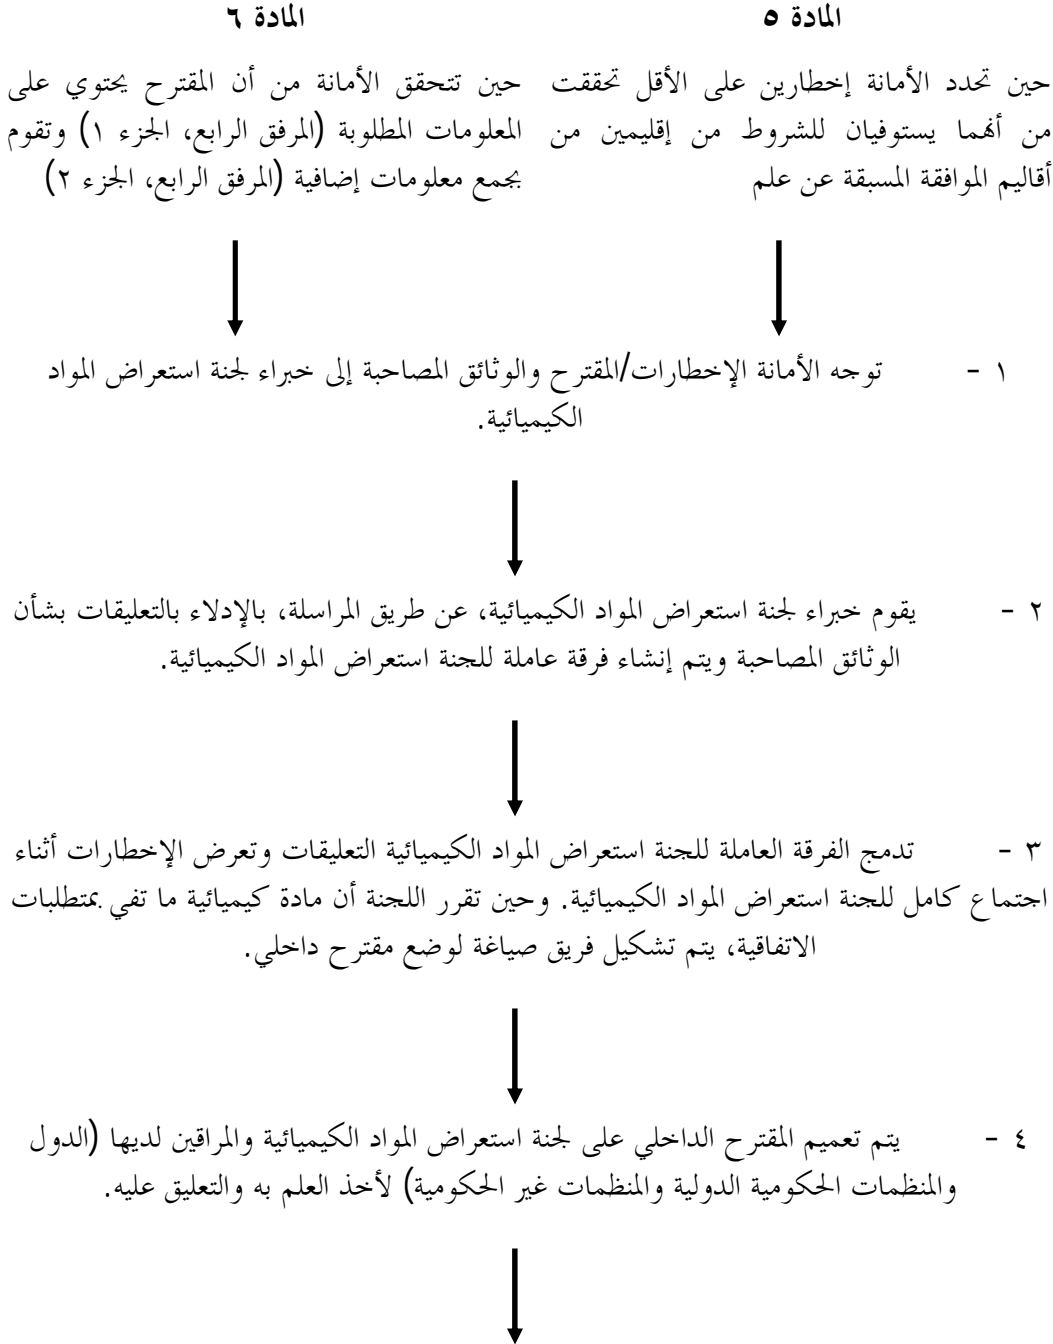 المادة ٥
حين تحدد الأمانة إخطارين على الأقل تحققت
من أنهما يستوفيان للشروط من إقليمين من
أقاليم الموافقة المسبقة عن علم
المادة ٦
حين تتحقق الأمانة من أن المقترح يحتوي على
المعلومات المطلوبة (المرفق الرابع، الجزء ١) وتقوم
بجمع معلومات إضافية (المرفق الرابع، الجزء ٢)
١ - توجه الأمانة الإخطارات/المقترح والوثائق المصاحبة إلى خبراء لجنة استعراض المواد
الكيميائية.
٢ - يقوم خبراء لجنة استعراض المواد الكيميائية، عن طريق المراسلة، بالإدلاء بالتعليقات بشأن
الوثائق المصاحبة ويتم إنشاء فرقة عاملة للجنة استعراض المواد الكيميائية.
٣ - تدمج الفرقة العاملة للجنة استعراض المواد الكيميائية التعليقات وتعرض الإخطارات أثناء
اجتماع كامل للجنة استعراض المواد الكيميائية. وحين تقرر اللجنة أن مادة كيميائية ما تفي بمتطلبات
الاتفاقية، يتم تشكيل فريق صياغة لوضع مقترح داخلي.
٤ - يتم تعميم المقترح الداخلي على لجنة استعراض المواد الكيميائية والمراقين لديها (الدول
والمنظمات الحكومية الدولية والمنظمات غير الحكومية) لأخذ العلم به والتعليق عليه.